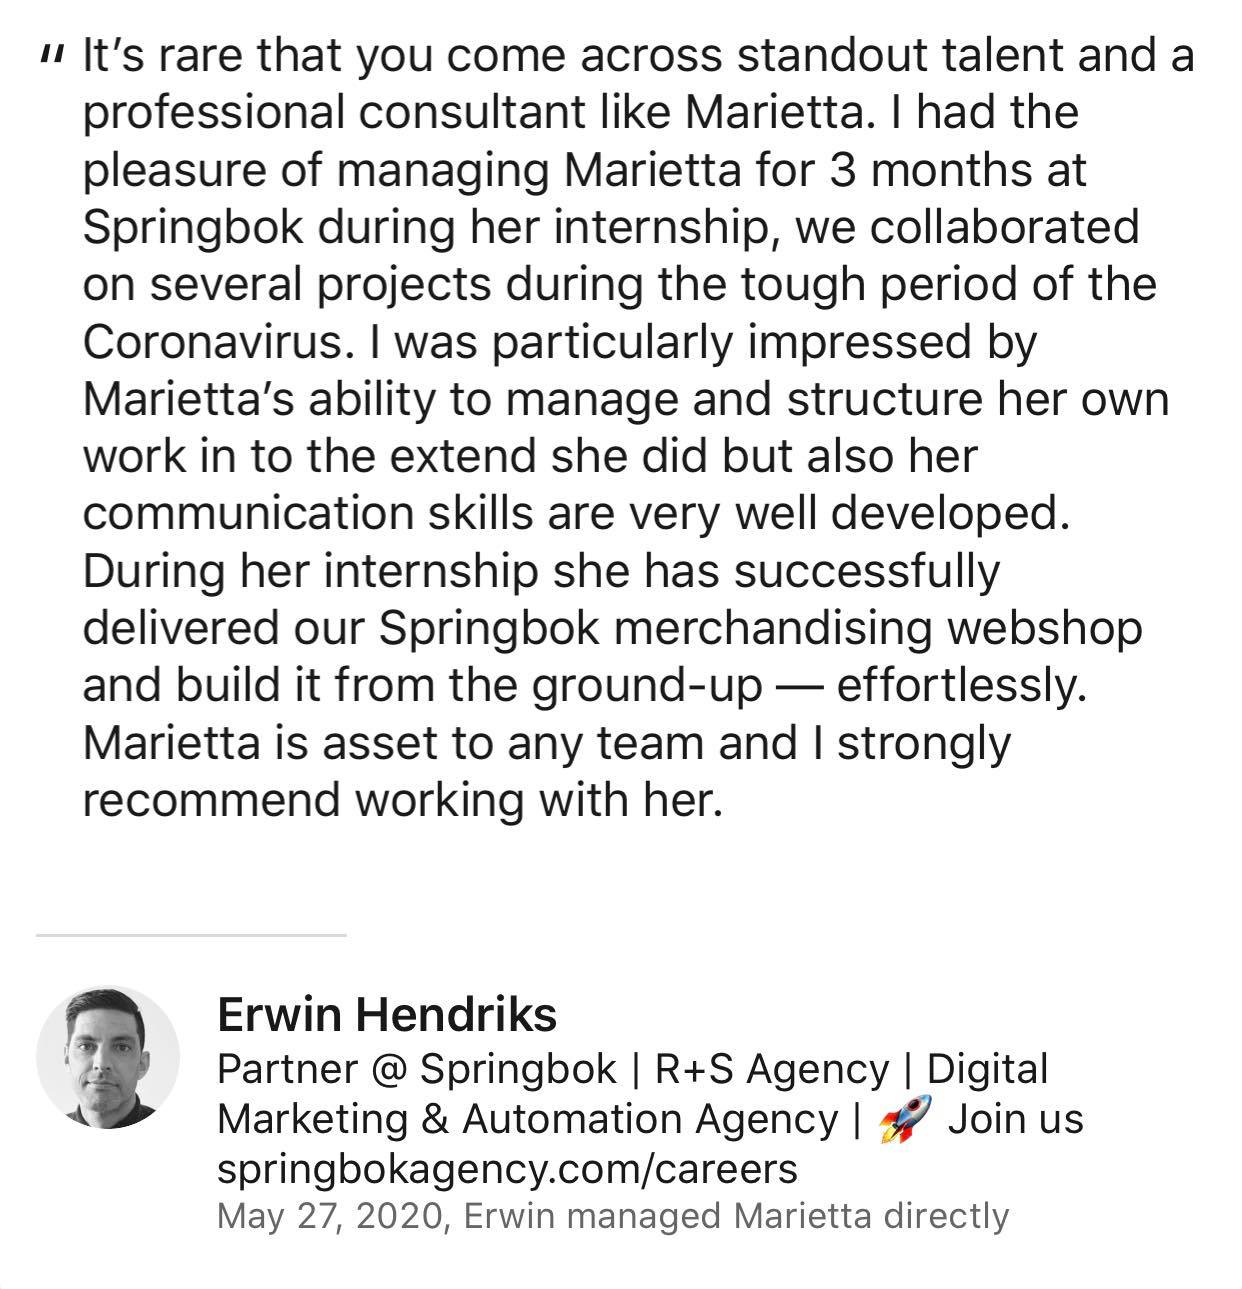 " It’s rare that you come across standout talent and a
professional consultant like Marietta. I had the
pleasure of managing Marietta for 3 months at
Springbok during her internship, we collaborated
on several projects during the tough period of the
Coronavirus. I was particularly impressed by
Marietta’s ability to manage and structure her own
work in to the extend she did but also her
communication skills are very well developed.
During her internship she has successfully
delivered our Springbok merchandising webshop
and build it from the ground-up — effortlessly.
Marietta is asset to any team and I strongly
recommend working with her.
Erwin Hendriks
Partner @ Springbok | R+S Agency | Digital
Marketing & Automation Agency | 🚀 Join us
springbokagency.com/careers
May 27, 2020, Erwin managed Marietta directly